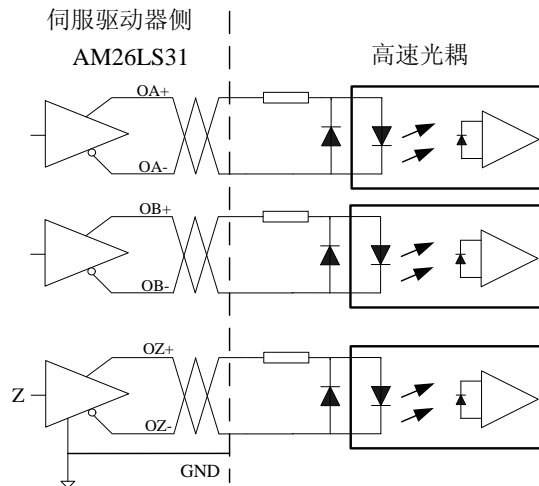 伺服驱动器侧
AM26LS31
高速光耦
OA+
OA-
OB+
OB-
OZ+
Z
OZ-
GND